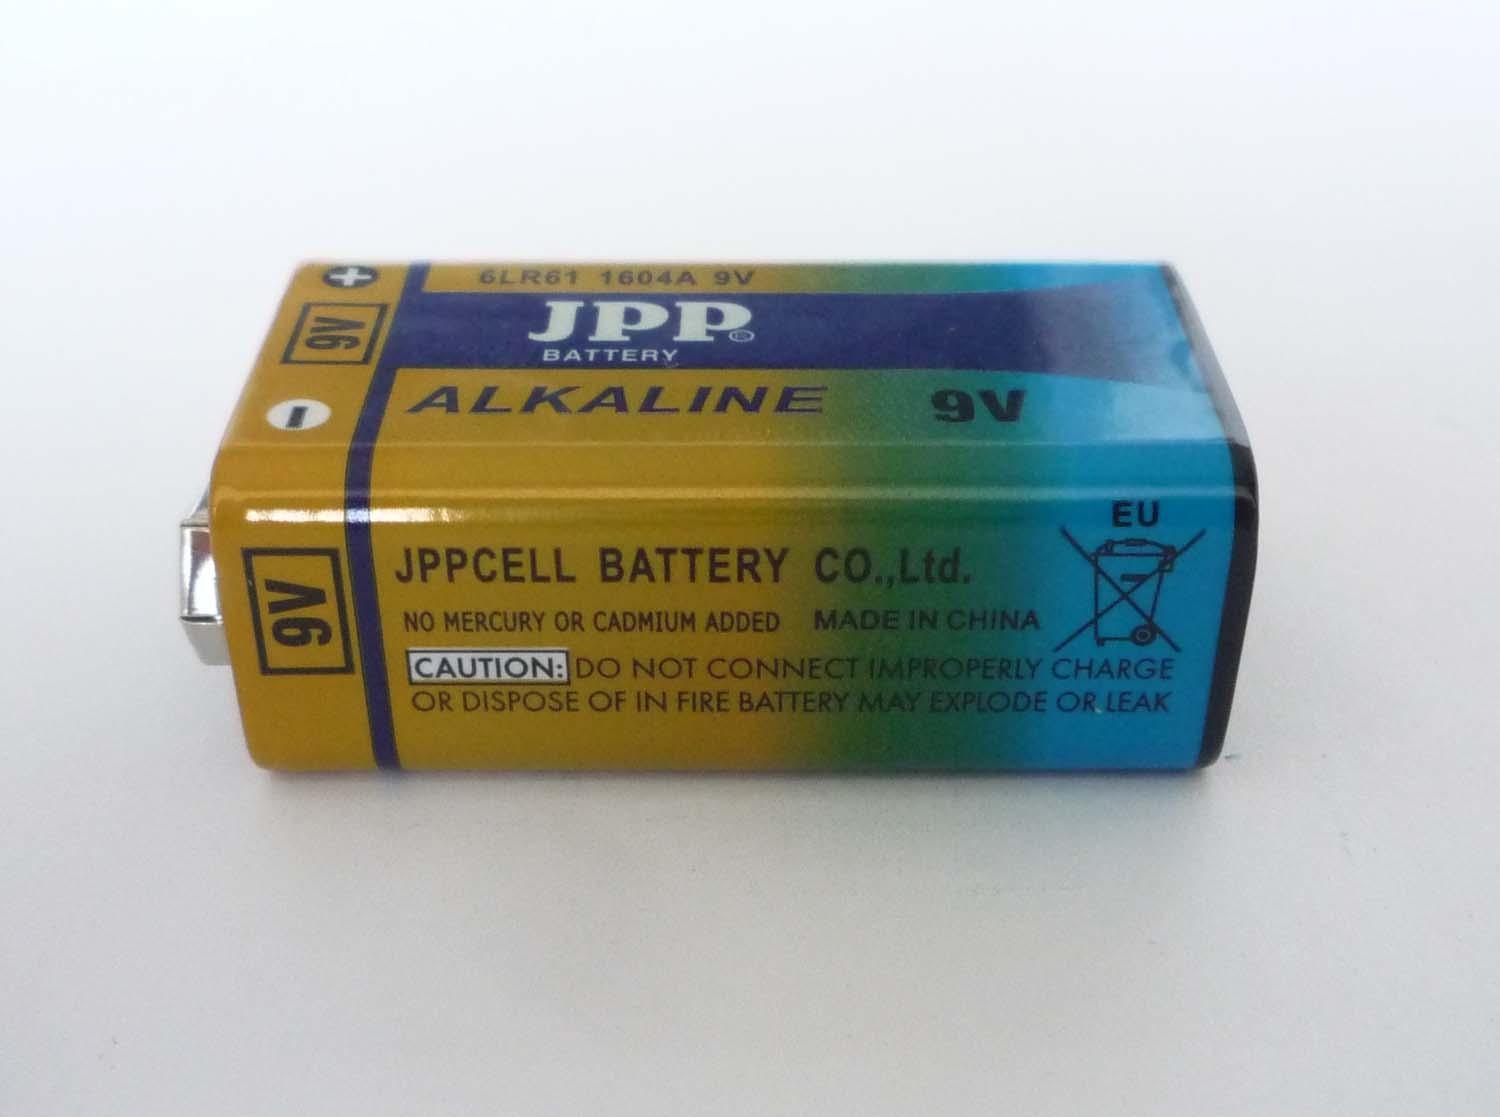 6LR61 1604A 9V
JPP®
BATTERY
ALKALINE 9V
+
9V
-
9V
EU
JPPCELL BATTERY CO.,Ltd.
NO MERCURY OR CADMIUM ADDED MADE IN CHINA
CAUTION: DO NOT CONNECT IMPROPERLY CHARGE
OR DISPOSE OF IN FIRE BATTERY MAY EXPLODE OR LEAK